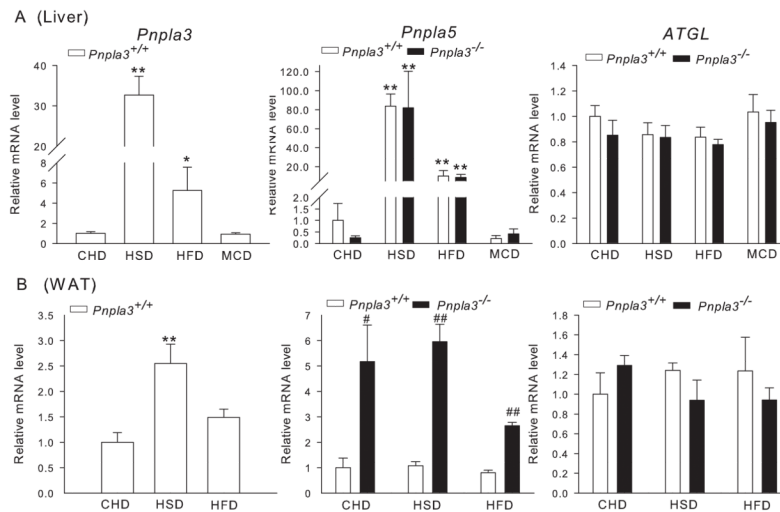 A (Liver)
Pnpla3 Pnpla5 ATGL
Pnpla3+/+
Pnpla3+/+ Pnpla3-/-
Pnpla3+/+ Pnpla3-/-
Relative mRNA level
40
30
20
8
6
4
2
0
**
*
CHD HSD HFD MCD
Relative mRNA level
120.0
100.0
80.0
60.0
40.0
20.0
2.0
1.5
1.0
0.5
0.0
** **
** **
CHD HSD HFD MCD
Relative mRNA level
1.4
1.2
1.0
0.8
0.6
0.4
0.2
0.0
CHD HSD HFD MCD
B (WAT)
Pnpla3+/+
Pnpla3+/+ Pnpla3-/-
Pnpla3+/+ Pnpla3-/-
Relative mRNA level
3.5
3.0
2.5
2.0
1.5
1.0
0.5
0.0
**
CHD HSD HFD
Relative mRNA level
7
6
5
4
3
2
1
0
# ## ##
CHD HSD HFD
Relative mRNA level
1.8
1.6
1.4
1.2
1.0
0.8
0.6
0.4
0.2
0.0
CHD HSD HFD